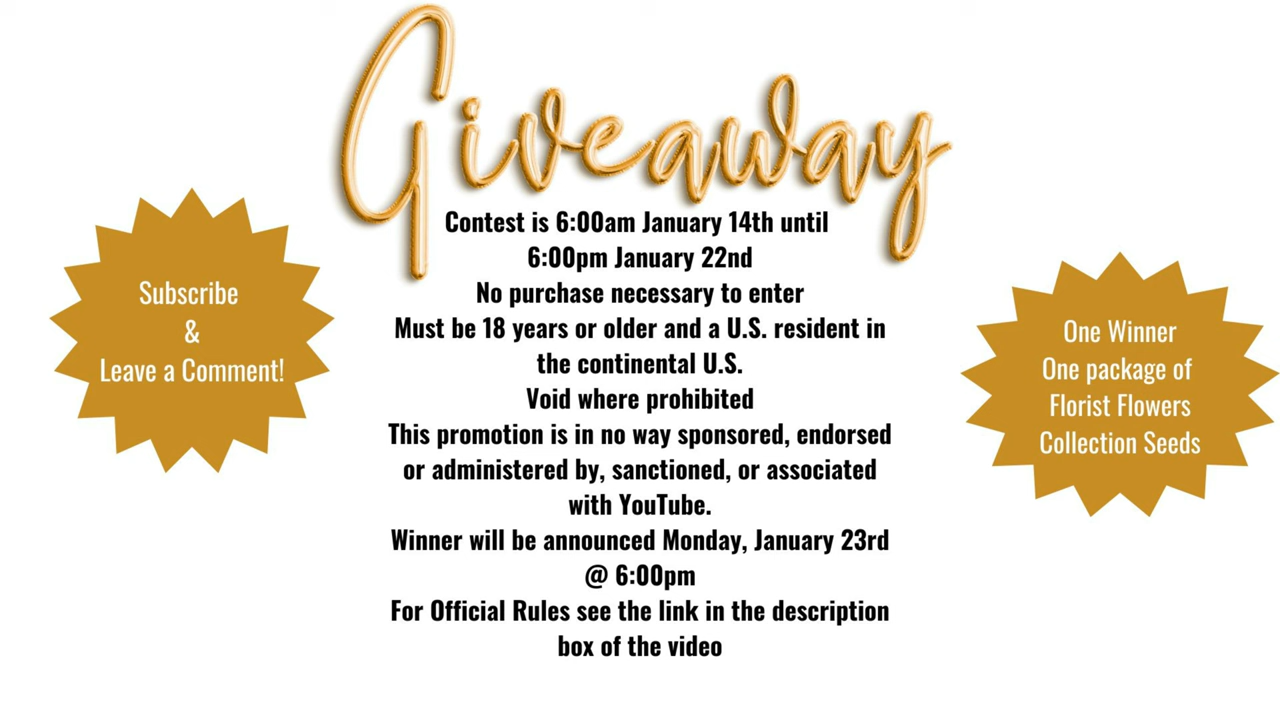 Giveaway
Contest is 6:00am January 14th until
6:00pm January 22nd
No purchase necessary to enter
Must be 18 years or older and a U.S. resident in
the continental U.S.
Void where prohibited
This promotion is in no way sponsored, endorsed
or administered by, sanctioned, or associated
with YouTube.
Winner will be announced Monday, January 23rd
@ 6:00pm
For Official Rules see the link in the description
box of the video
Subscribe
&
Leave a Comment!
One Winner
One package of
Florist Flowers
Collection Seeds